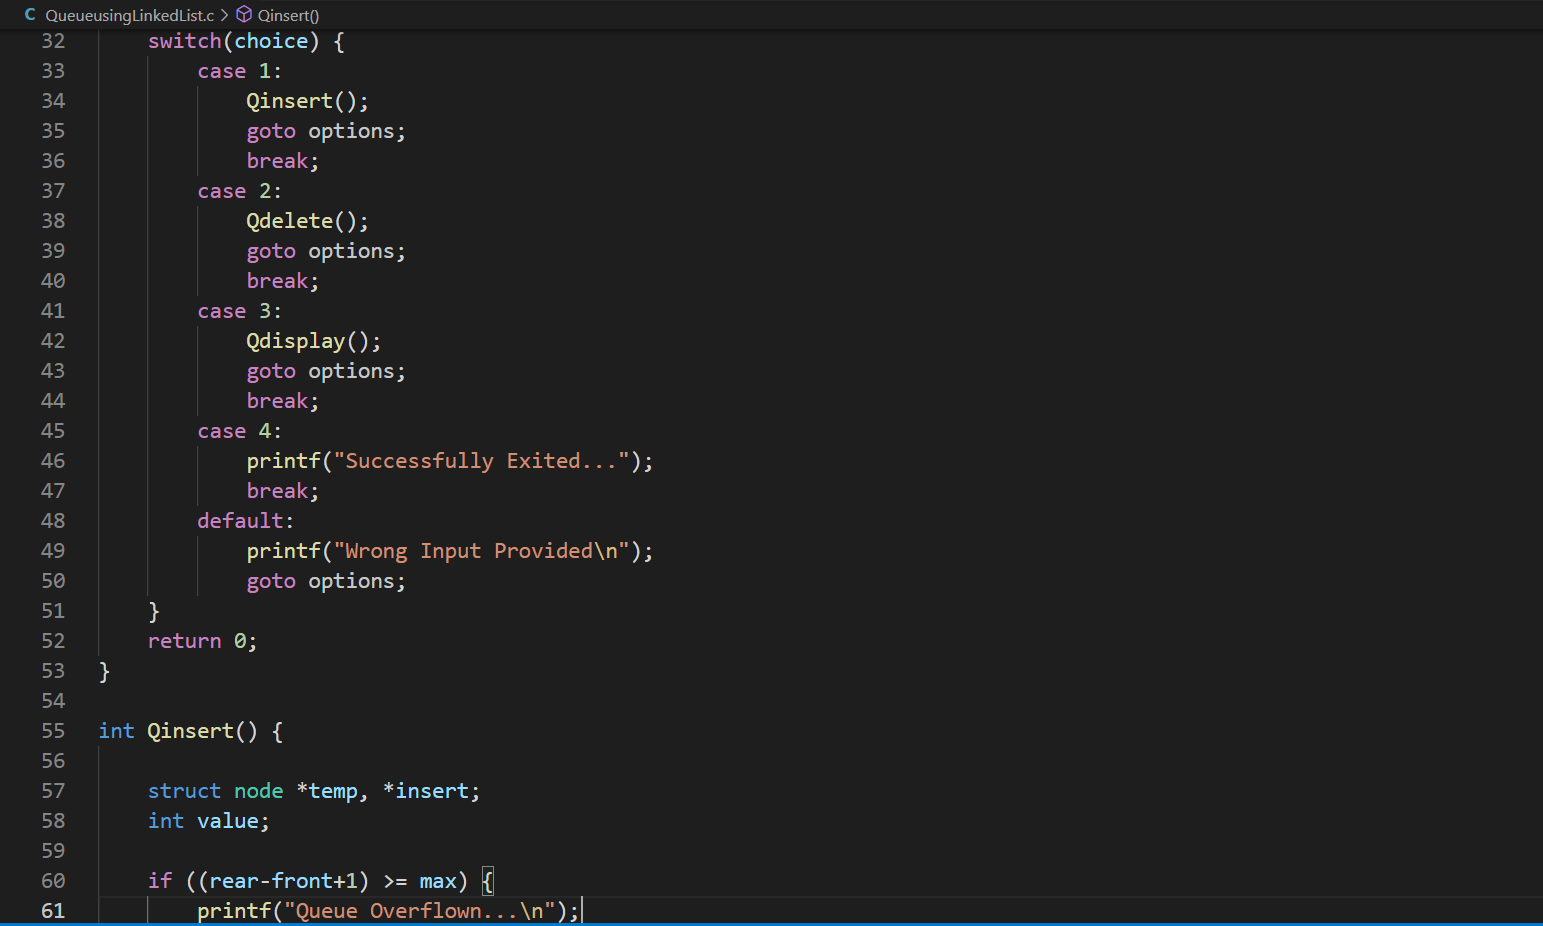 C QueueusingLinkedList.c > Qinsert()
32 switch(choice) {
33 case 1:
34 Qinsert();
35 goto options;
36 break;
37 case 2:
38 Qdelete();
39 goto options;
40 break;
41 case 3:
42 Qdisplay();
43 goto options;
44 break;
45 case 4:
46 printf("Successfully Exited...");
47 break;
48 default:
49 printf("Wrong Input Provided\n");
50 goto options;
51 }
52 return 0;
53 }
54
55 int Qinsert() {
56
57 struct node *temp, *insert;
58 int value;
59
60 if ((rear-front+1) >= max) {
61 printf("Queue Overflown...\n");